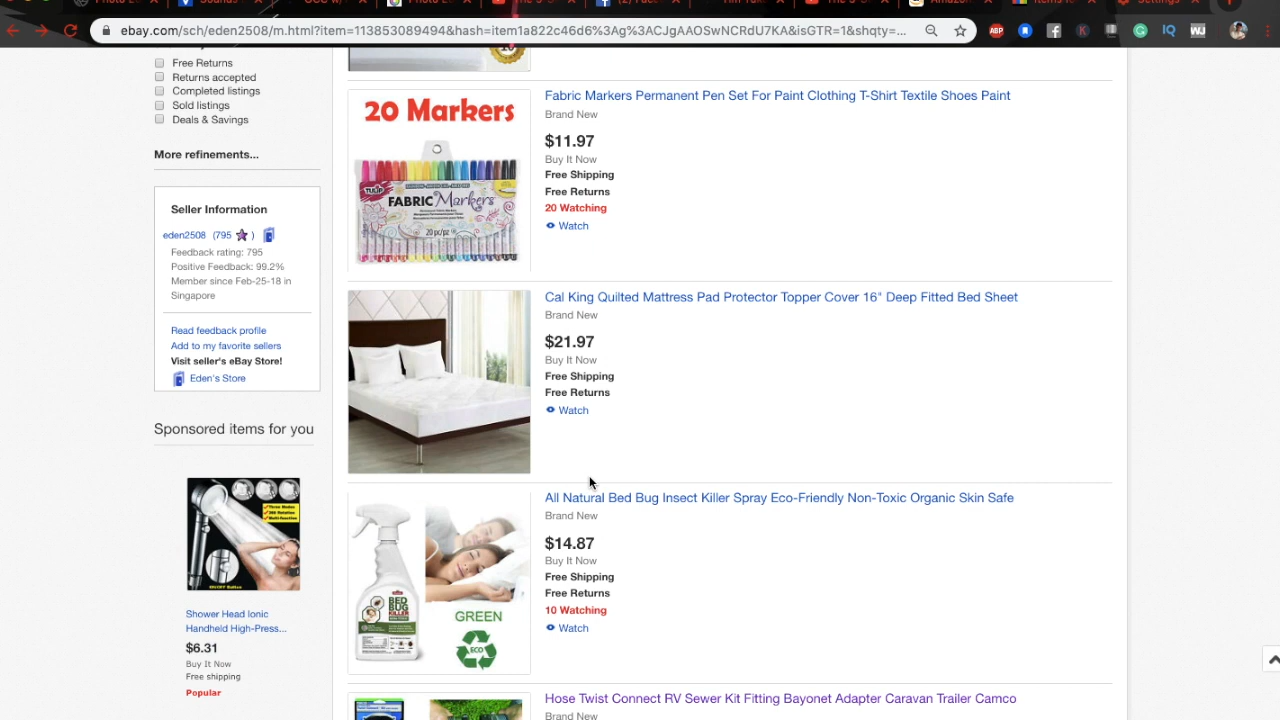 ebay.com/sch/eden2508/m.html?item=113853089494&hash=item1a822c46d6%3Ag%3ACJgAAOSwNCRdU7KA&isGTR=1&shqty=...
Free Returns
Returns accepted
Completed listings
Sold listings
Deals & Savings
More refinements...
Seller Information
eden2508 (795 )
Feedback rating: 795
Positive Feedback: 99.2%
Member since Feb-25-18 in
Singapore
Read feedback profile
Add to my favorite sellers
Visit seller's eBay Store!
Eden's Store
Sponsored items for you
Shower Head Ionic
Handheld High-Press...
$6.31
Buy It Now
Free shipping
Popular
20 Markers
TULIP
FABRIC Markers
20 pc/pz
Fabric Markers Permanent Pen Set For Paint Clothing T-Shirt Textile Shoes Paint
Brand New
$11.97
Buy It Now
Free Shipping
Free Returns
20 Watching
Watch
Cal King Quilted Mattress Pad Protector Topper Cover 16" Deep Fitted Bed Sheet
Brand New
$21.97
Buy It Now
Free Shipping
Free Returns
Watch
BED BUG
KILLER
GREEN
ECO
All Natural Bed Bug Insect Killer Spray Eco-Friendly Non-Toxic Organic Skin Safe
Brand New
$14.87
Buy It Now
Free Shipping
Free Returns
10 Watching
Watch
Hose Twist Connect RV Sewer Kit Fitting Bayonet Adapter Caravan Trailer Camco
Brand New